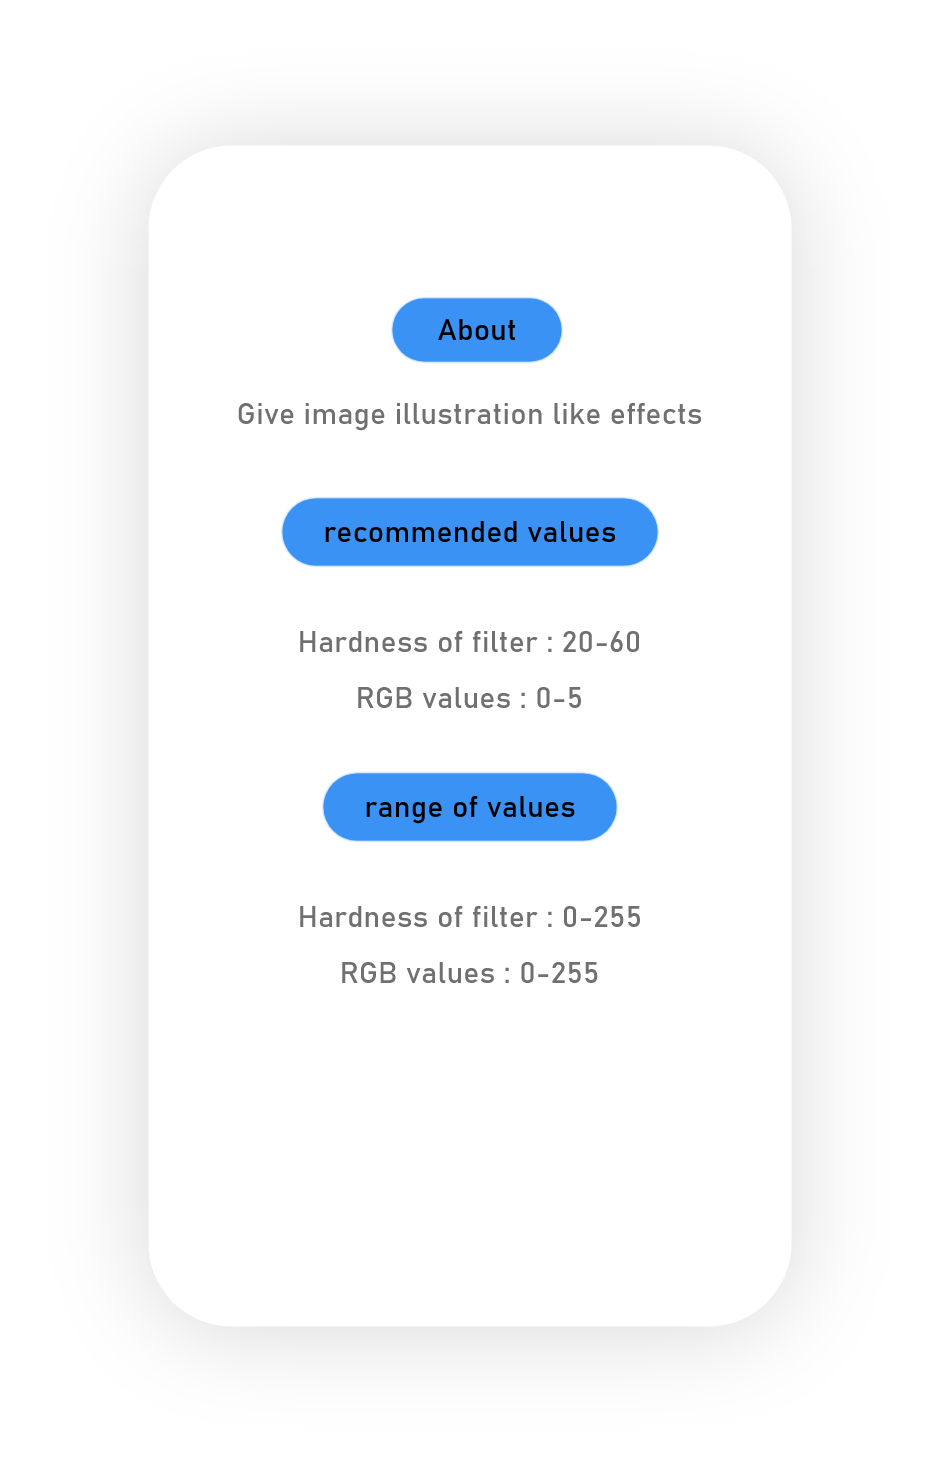 About
Give image illustration like effects
recommended values
Hardness of filter : 20-60
RGB values : 0-5
range of values
Hardness of filter : 0-255
RGB values : 0-255